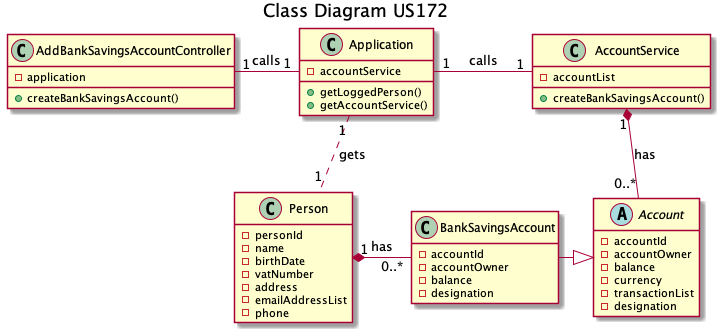 Class Diagram US172
C AddBankSavingsAccountController
application
createBankSavingsAccount()
1 calls 1
C Application
accountService
getLoggedPerson()
getAccountService()
1 calls 1
C AccountService
accountList
createBankSavingsAccount()
1
gets
1
1
has
0..*
C Person
personId
name
birthDate
vatNumber
address
emailAddressList
phone
1 has
0..*
C BankSavingsAccount
accountId
accountOwner
balance
designation
A Account
accountId
accountOwner
balance
currency
transactionList
designation